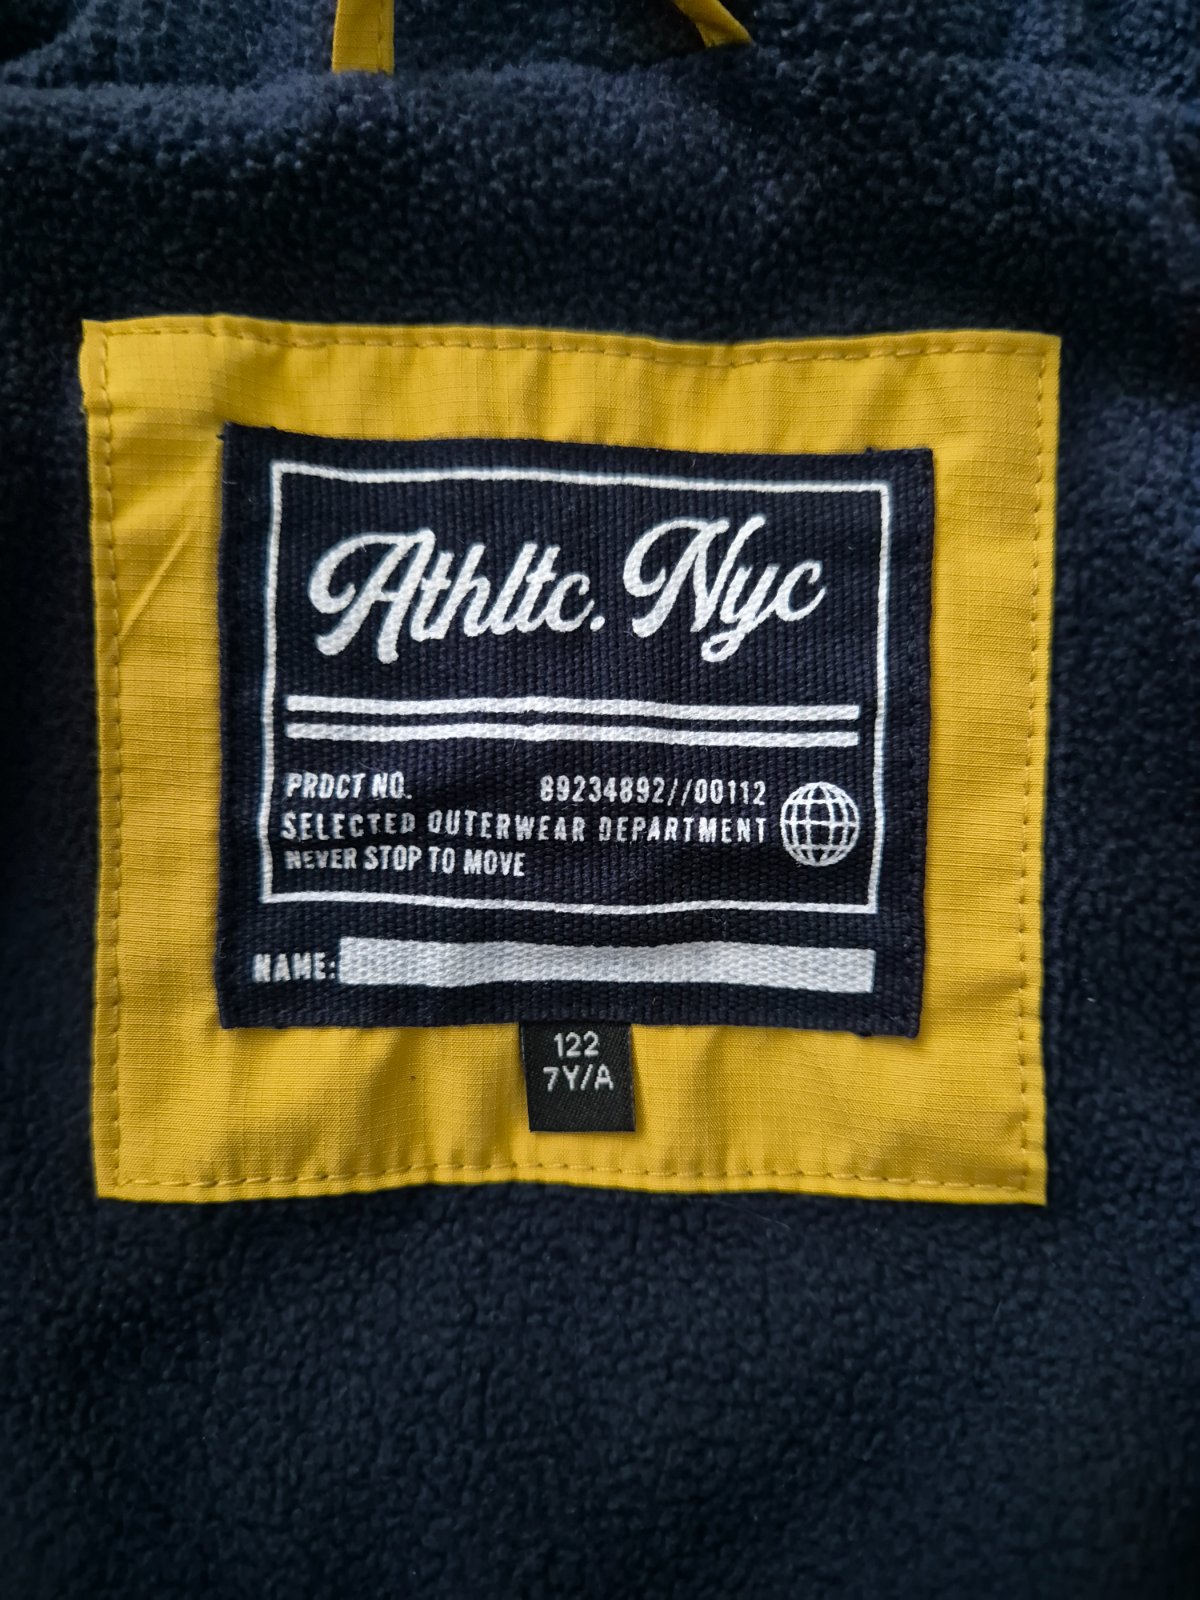 Athltc. Nyc
PRDCT NO. 89234892//00112
SELECTED OUTERWEAR DEPARTMENT
NEVER STOP TO MOVE
NAME:
122
7Y/A